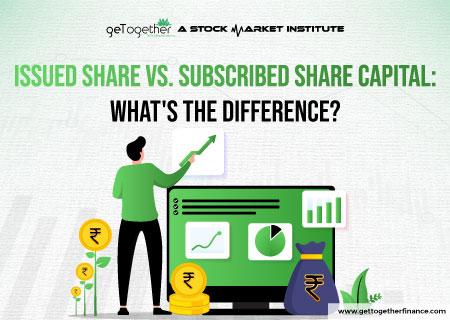 geTogether A STOCK MARKET INSTITUTE
ISSUED SHARE VS. SUBSCRIBED SHARE CAPITAL:
WHAT'S THE DIFFERENCE?
₹
₹
₹
₹
₹
www.gettogetherfinance.com